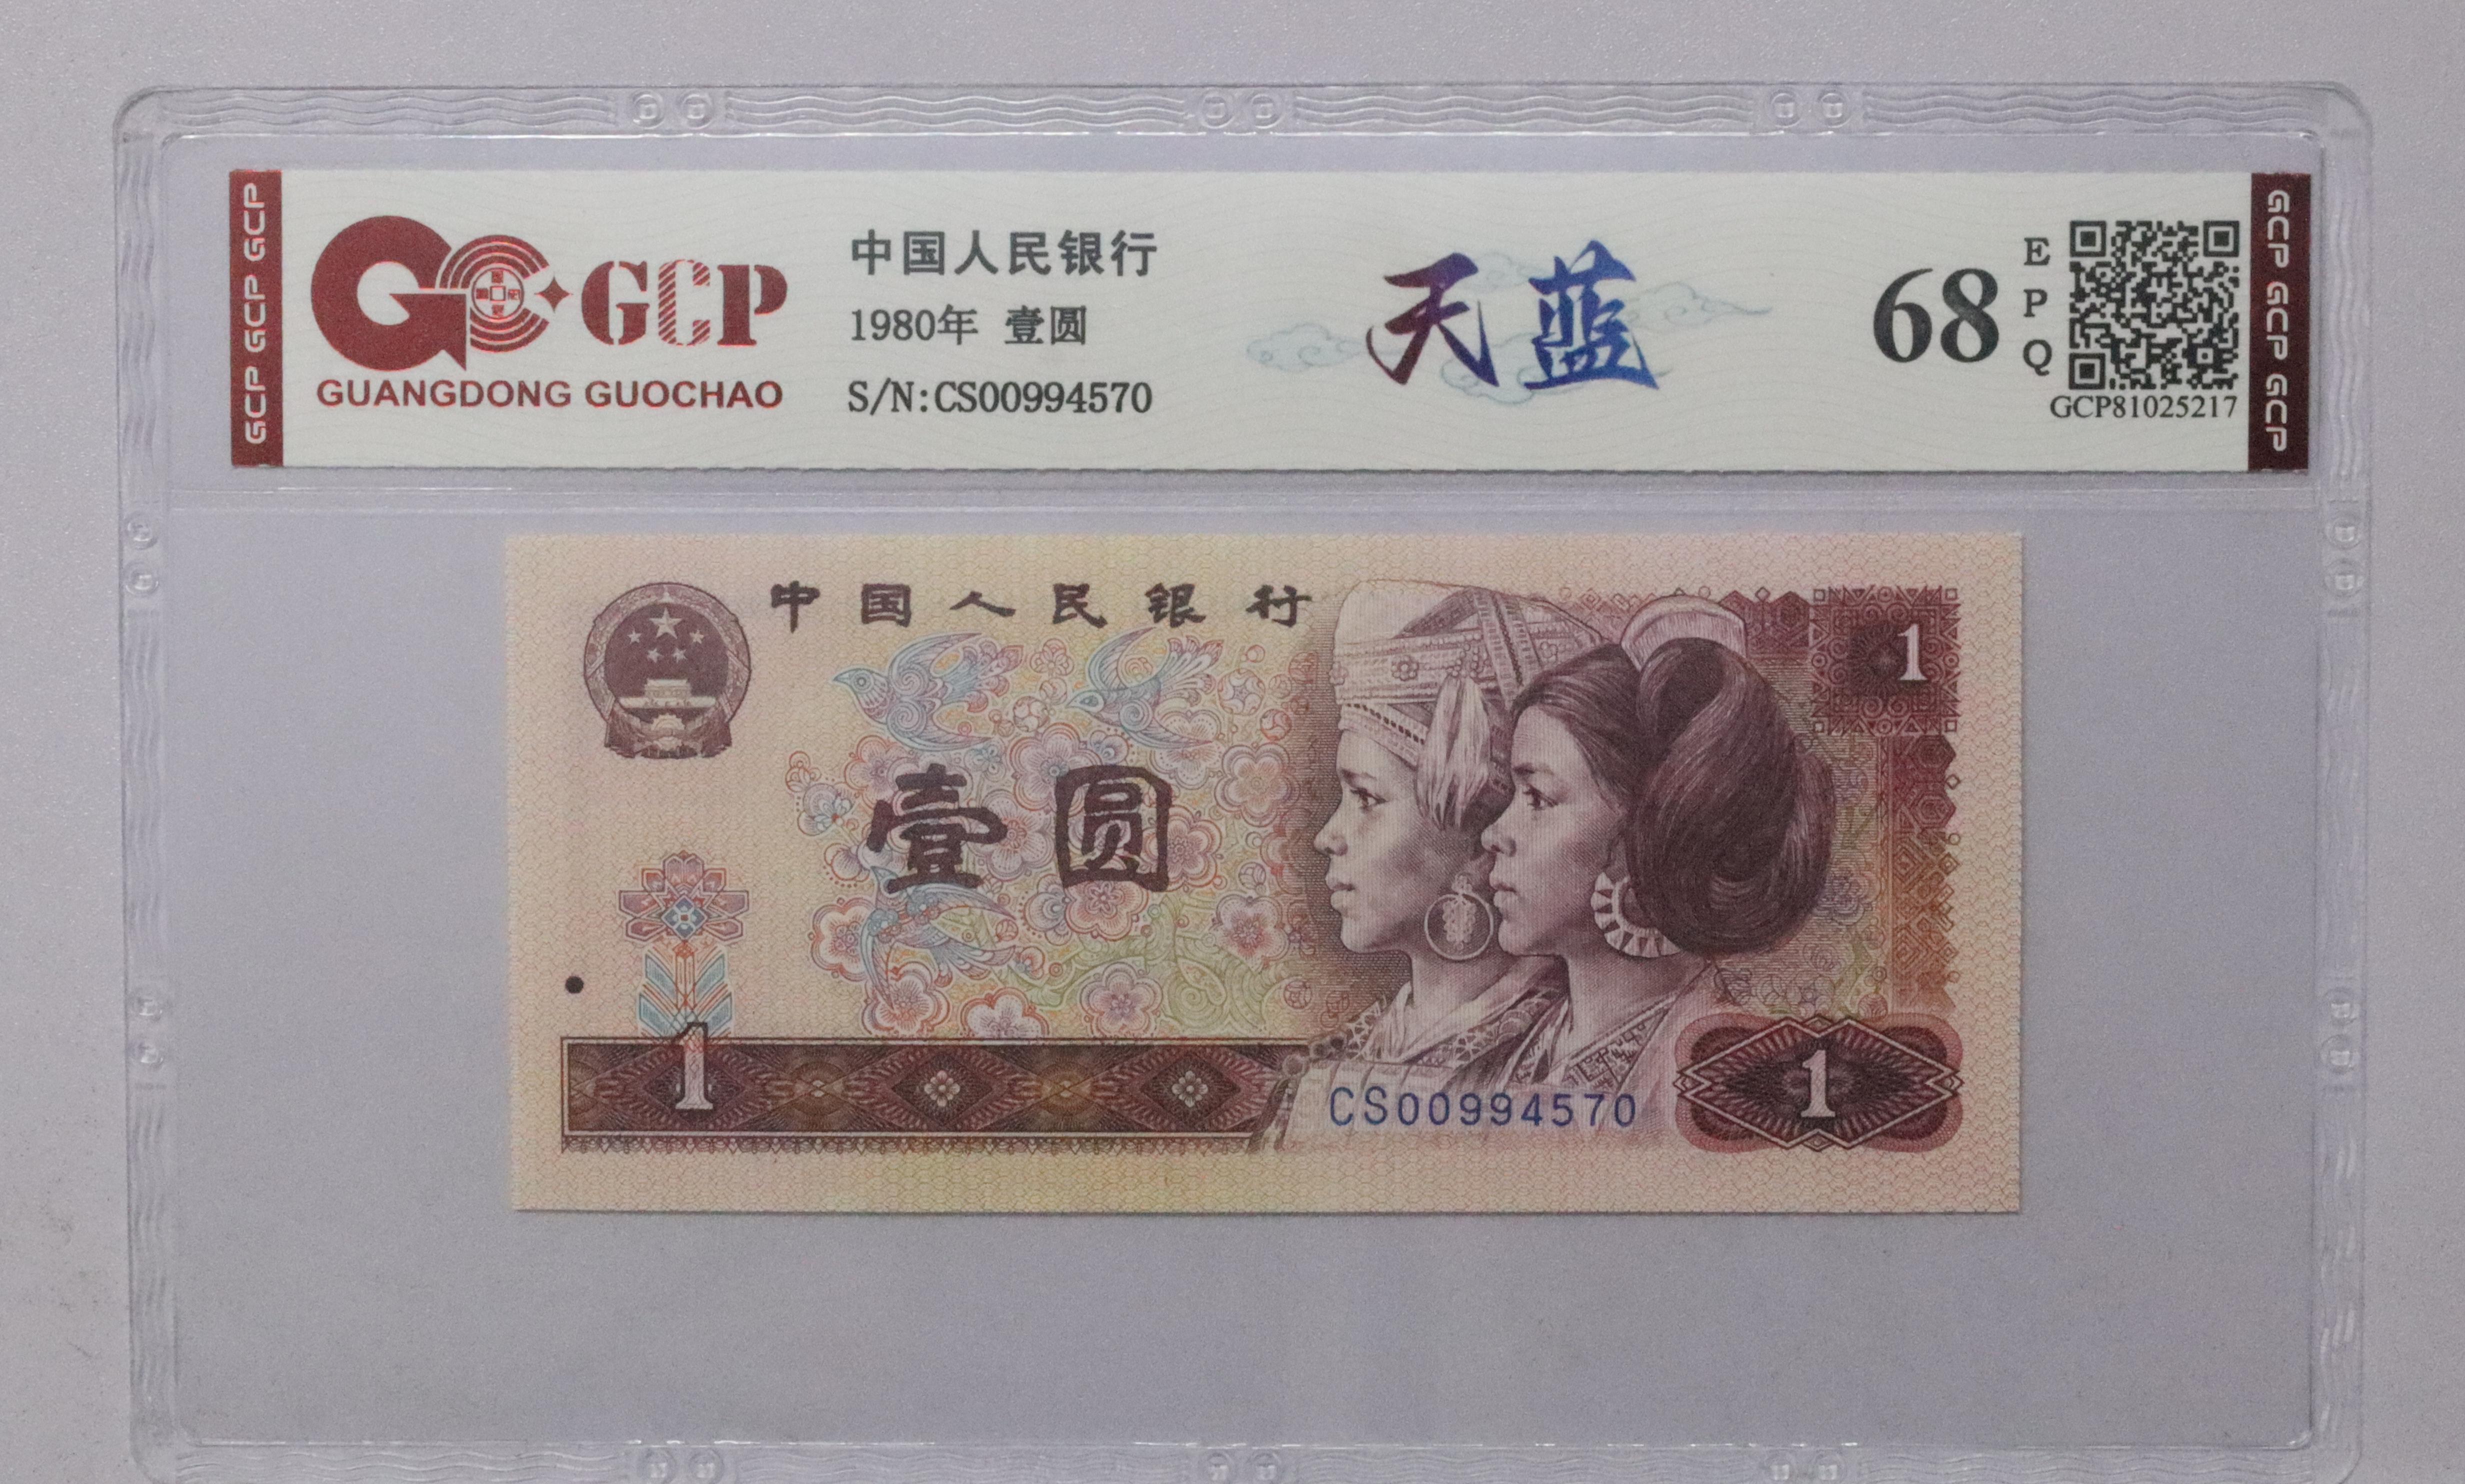 GCP GCP GCP
GCP
GUANGDONG GUOCHAO
中国人民银行
1980年 壹圆
S/N:CS00994570
天蓝
68
EPQ
GCP81025217
GCP GCP GCP
中国人民银行
1
壹圆
1
CS00994570
1